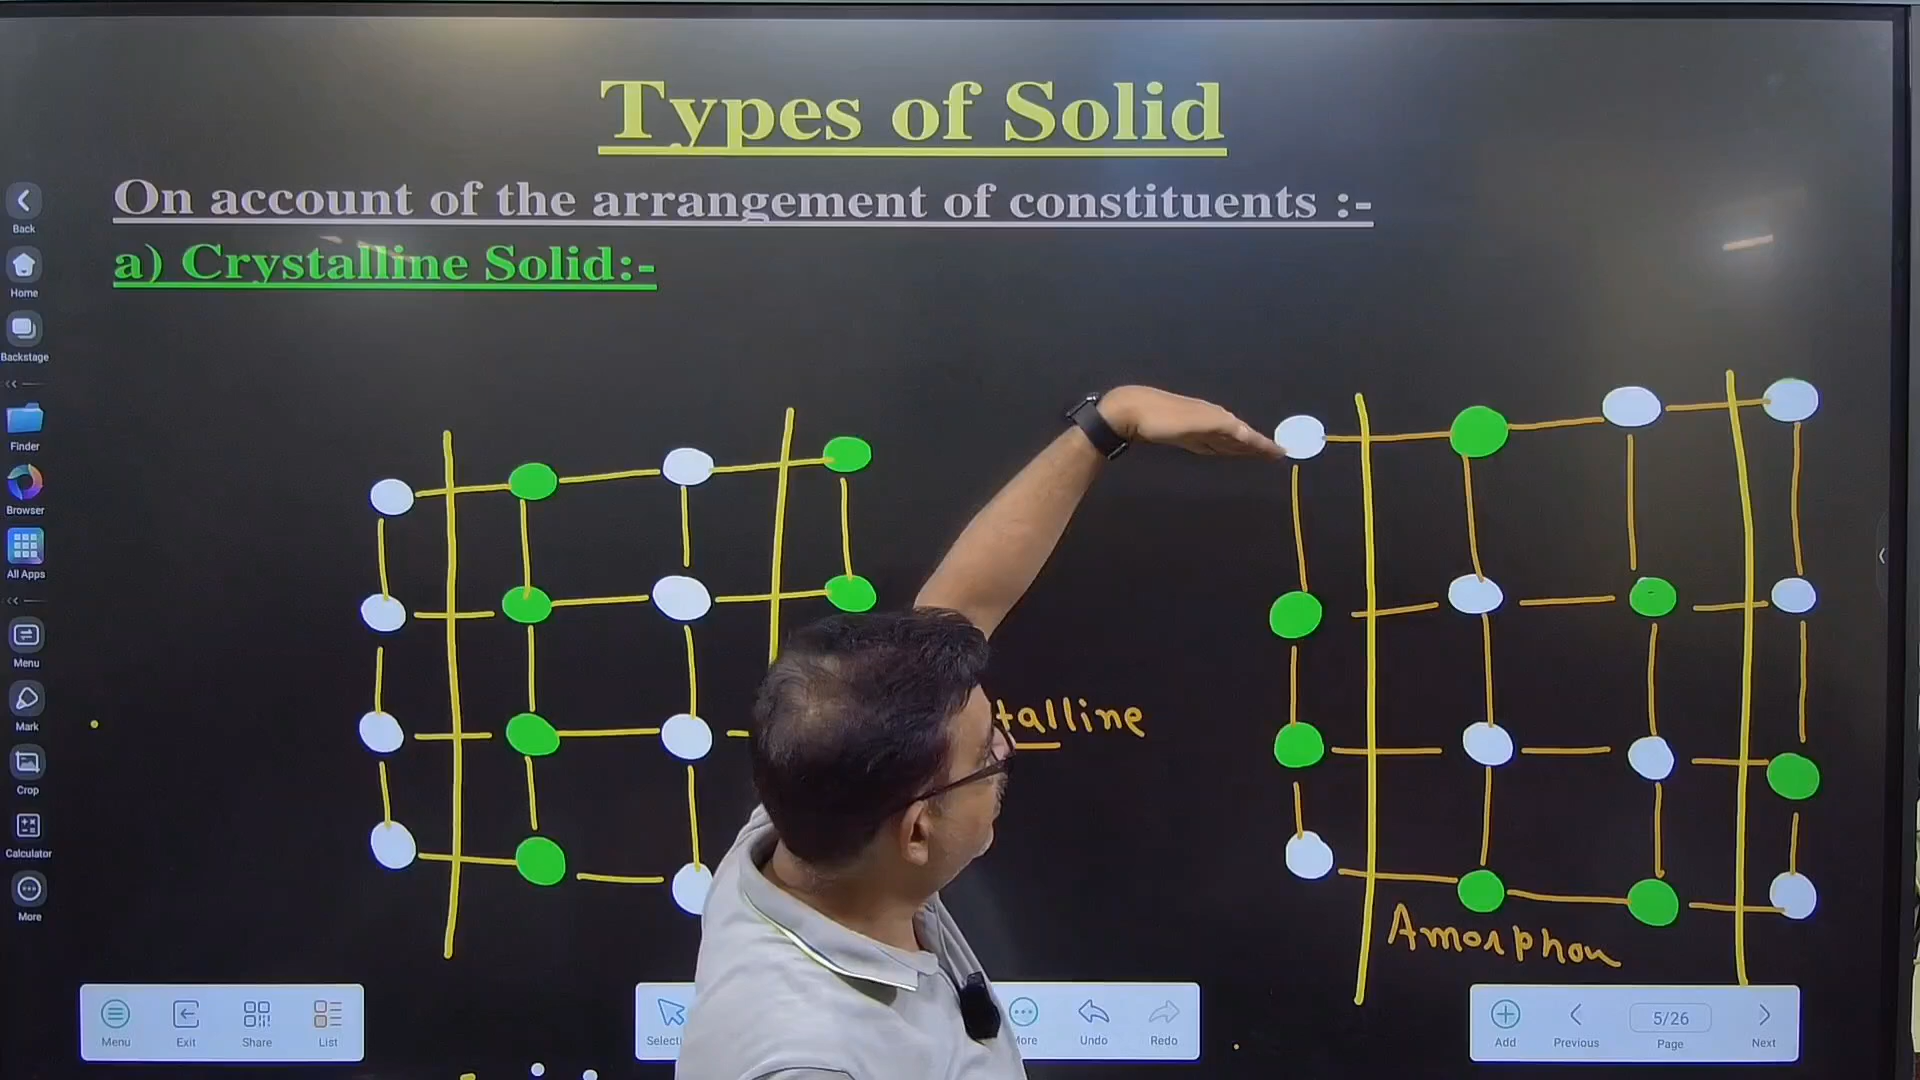 Types of Solid
On account of the arrangement of constituents :-
a) Crystalline Solid:-
Back
Home
Backstage
Finder
Browser
All Apps
Menu
Mark
Crop
Calculator
More
talline
Amorphou
Menu
Exit
Share
List
Selecti
More
Undo
Redo
Add
Previous
5/26
Page
Next